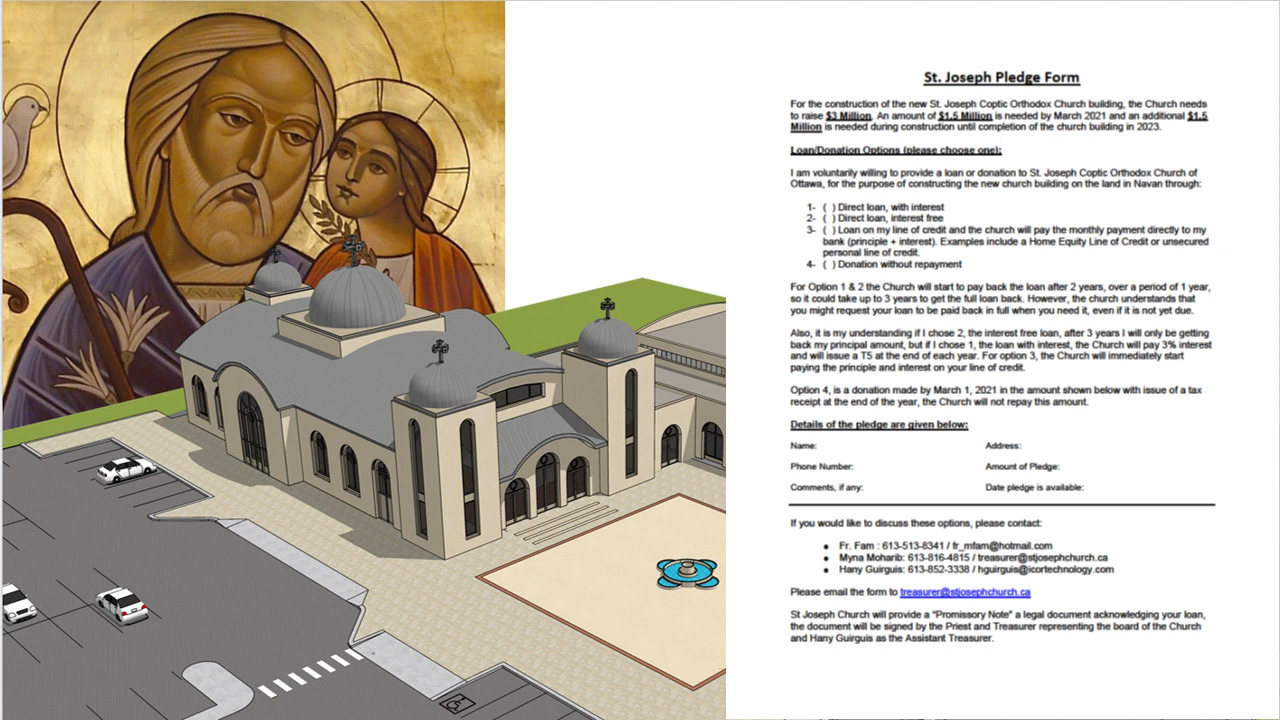 St. Joseph Pledge Form
For the construction of the new St. Joseph Coptic Orthodox Church building, the Church needs
to raise $3 Million. An amount of $1.5 Million is needed by March 2021 and an additional $1.5
Million is needed during construction until completion of the church building in 2023.
Loan/Donation Options (please choose one):
I am voluntarily willing to provide a loan or donation to St. Joseph Coptic Orthodox Church of
Ottawa, for the purpose of constructing the new church building on the land in Navan through:
1- ( ) Direct loan, with interest
2- ( ) Direct loan, interest free
3- ( ) Loan on my line of credit and the church will pay the monthly payment directly to my
bank (principle + interest). Examples include a Home Equity Line of Credit or unsecured
personal line of credit.
4- ( ) Donation without repayment
For Option 1 & 2 the Church will start to pay back the loan after 2 years, over a period of 1 year,
so it could take up to 3 years to get the full loan back. However, the church understands that
you might request your loan to be paid back in full when you need it, even if it is not yet due.
Also, it is my understanding if I chose 2, the interest free loan, after 3 years I will only be getting
back my principal amount, but if I chose 1, the loan with interest, the Church will pay 3% interest
and will issue a T5 at the end of each year. For option 3, the Church will immediately start
paying the principle and interest on your line of credit.
Option 4, is a donation made by March 1, 2021 in the amount shown below with issue of a tax
receipt at the end of the year, the Church will not repay this amount.
Details of the pledge are given below:
Name: Address:
Phone Number: Amount of Pledge:
Comments, if any: Date pledge is available:
If you would like to discuss these options, please contact:
• Fr. Fam : 613-513-8341 / fr_mfam@hotmail.com
• Myna Moharib: 613-816-4815 / treasurer@stjosephchurch.ca
• Hany Guirguis: 613-852-3338 / hguirguis@icortechnology.com
Please email the form to treasurer@stjosephchurch.ca
St Joseph Church will provide a "Promissory Note" a legal document acknowledging your loan,
the document will be signed by the Priest and Treasurer representing the board of the Church
and Hany Guirguis as the Assistant Treasurer.